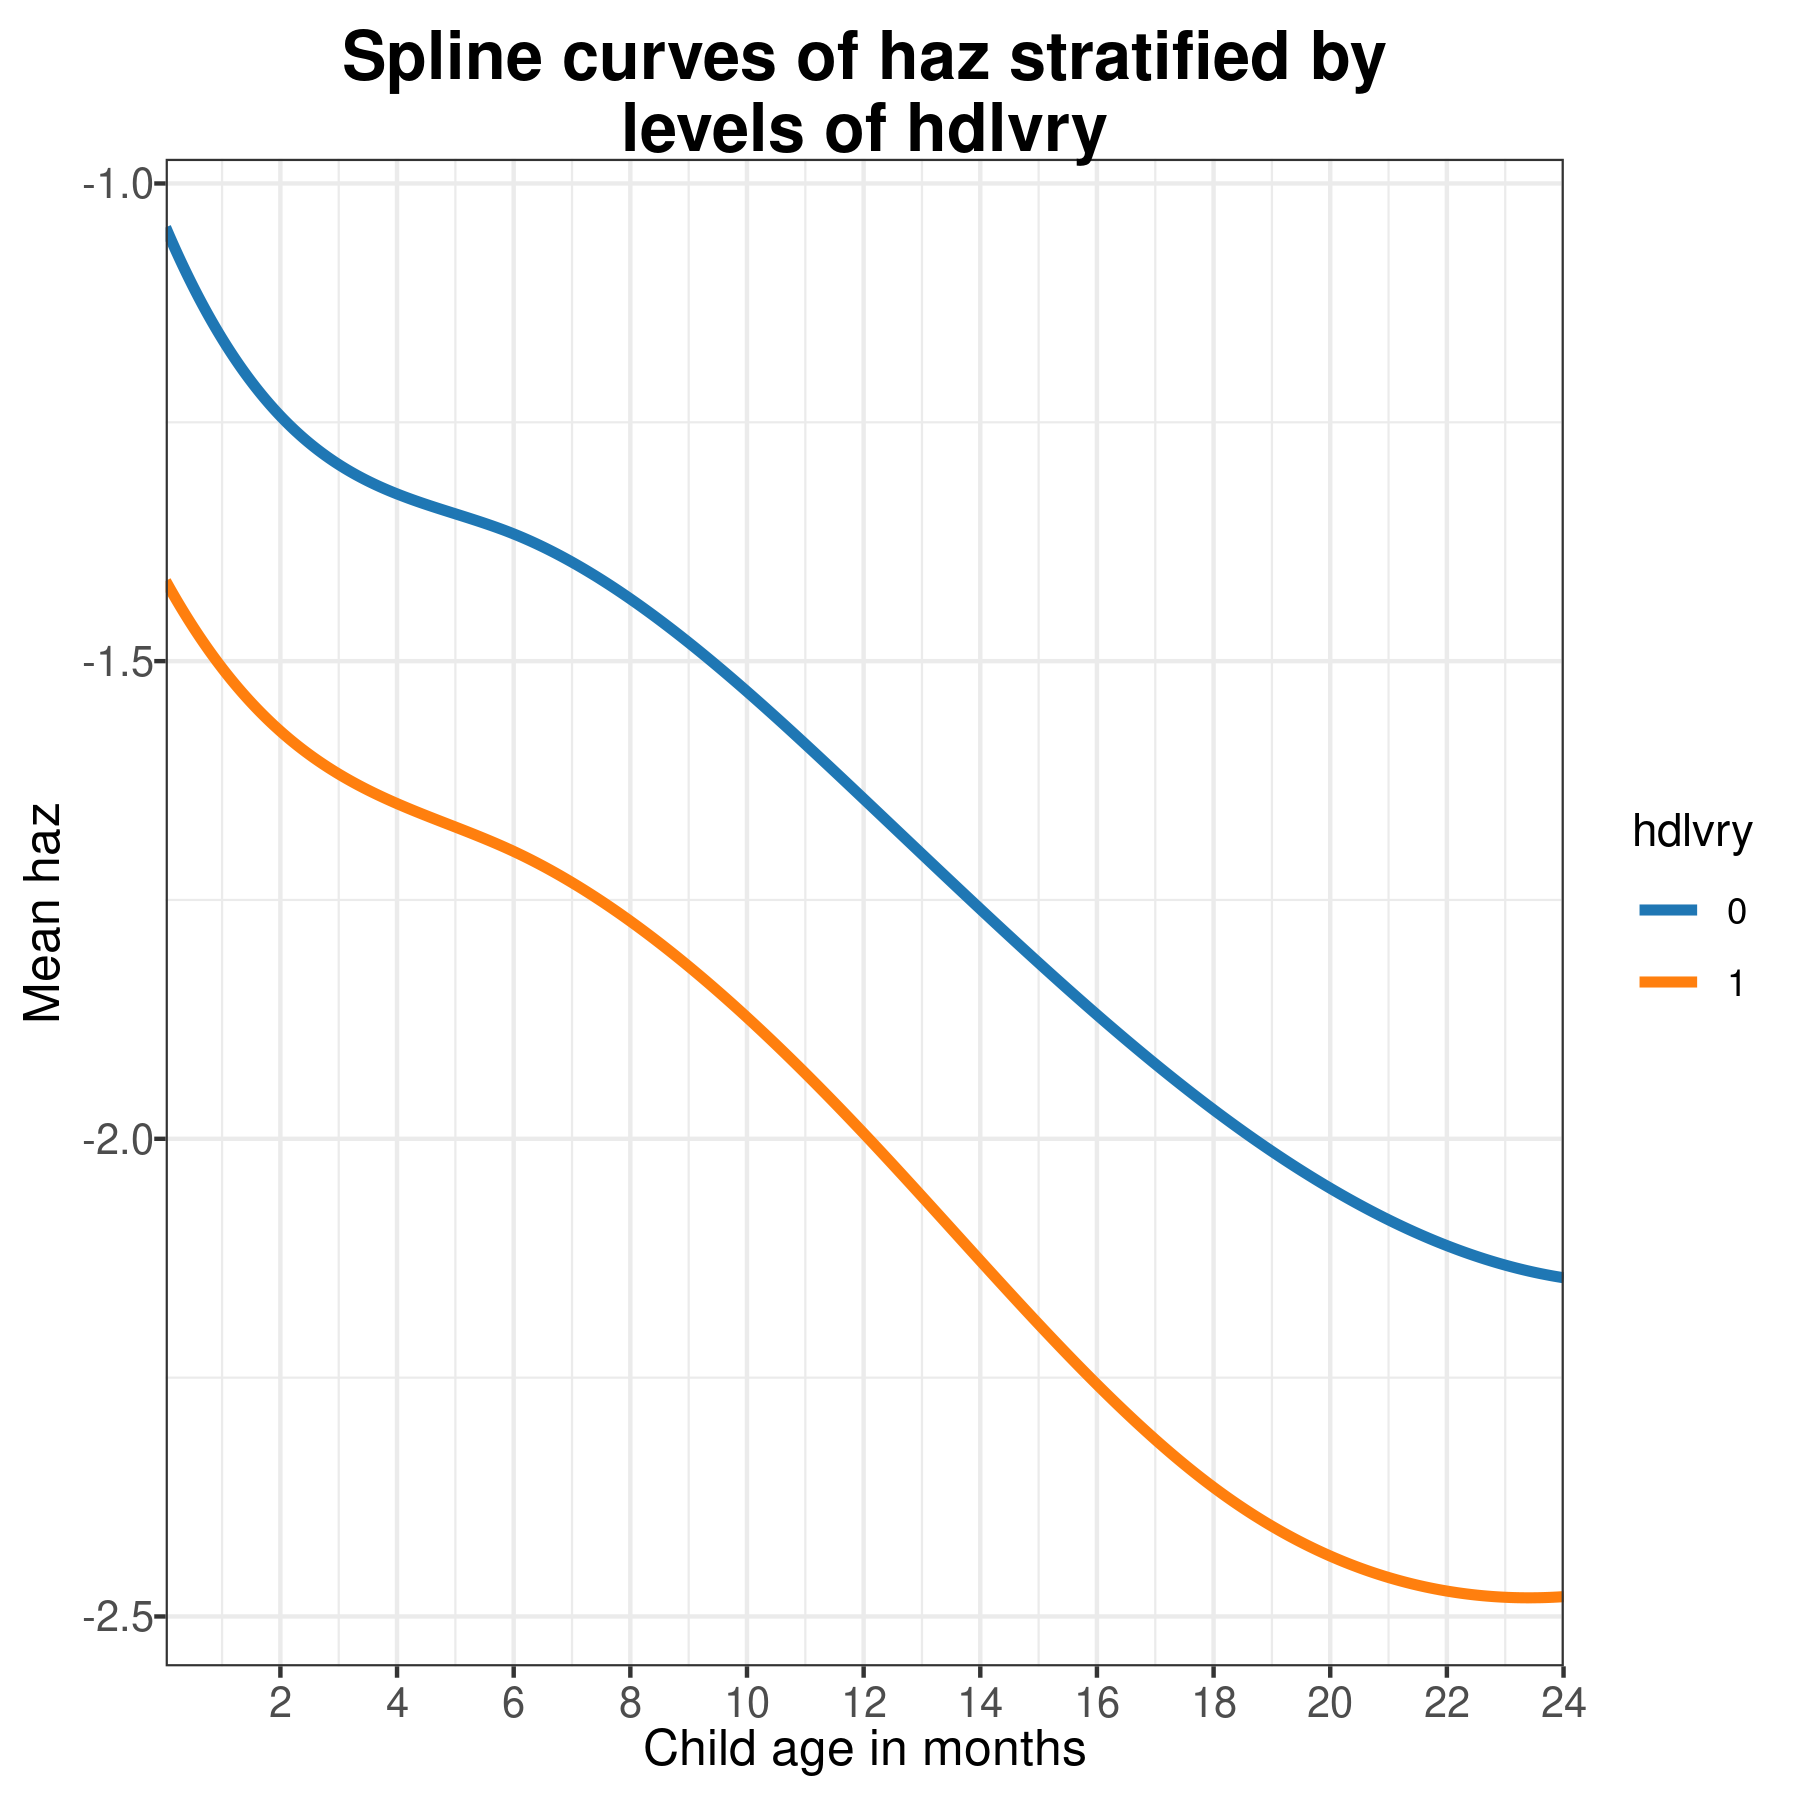 Spline curves of haz stratified by
levels of hdlvry
Mean haz
-1.0
-1.5
-2.0
-2.5
2 4 6 8 10 12 14 16 18 20 22 24
Child age in months
hdlvry
0
1